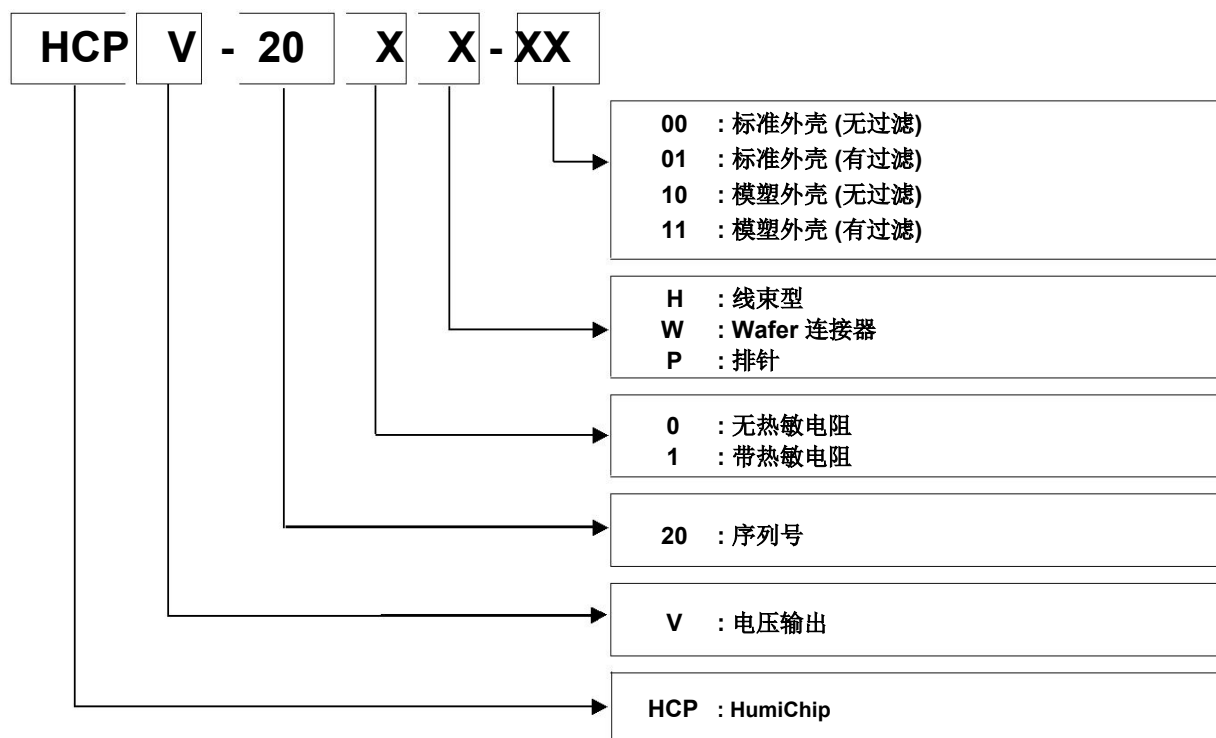 HCP V - 20 X X - XX
00 : 标准外壳 (无过滤)
01 : 标准外壳 (有过滤)
10 : 模塑外壳 (无过滤)
11 : 模塑外壳 (有过滤)
H : 线束型
W : Wafer 连接器
P : 排针
0 : 无热敏电阻
1 : 带热敏电阻
20 : 序列号
V : 电压输出
HCP : HumiChip